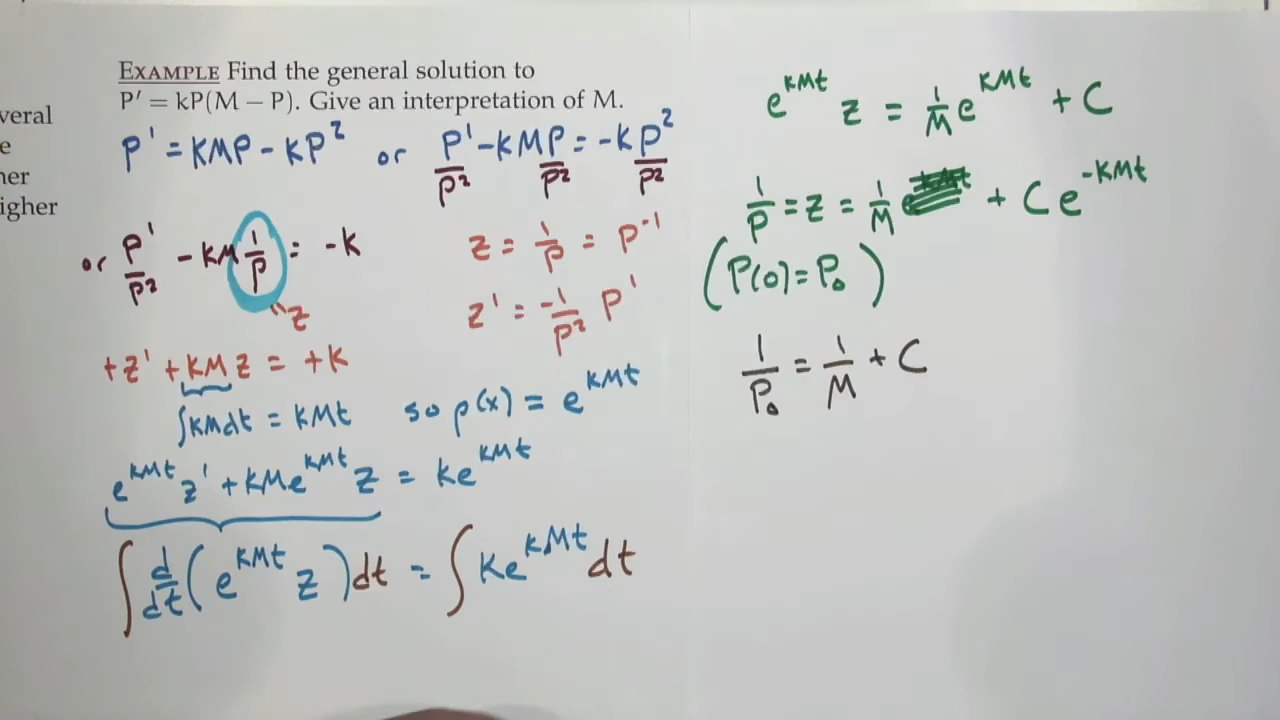 veral
e
her
igher
EXAMPLE Find the general solution to
P′ = kP(M − P). Give an interpretation of M.
P' = KMP - KP² or P'/P² - KMP/P² = -KP²/P²
or P'/P² - KM 1/P = -K
"z
z = 1/P = P⁻¹
z' = -1/P² P'
+z' + KM z = +K
∫KMdt = KMt so ρ(x) = e^KMt
e^KMt z' + KMe^KMt z = Ke^KMt
∫ d/dt (e^KMt z) dt = ∫ Ke^KMt dt
e^KMt z = 1/M e^KMt + C
1/P = z = 1/M + Ce^-KMt
(P(0) = P₀)
1/P₀ = 1/M + C